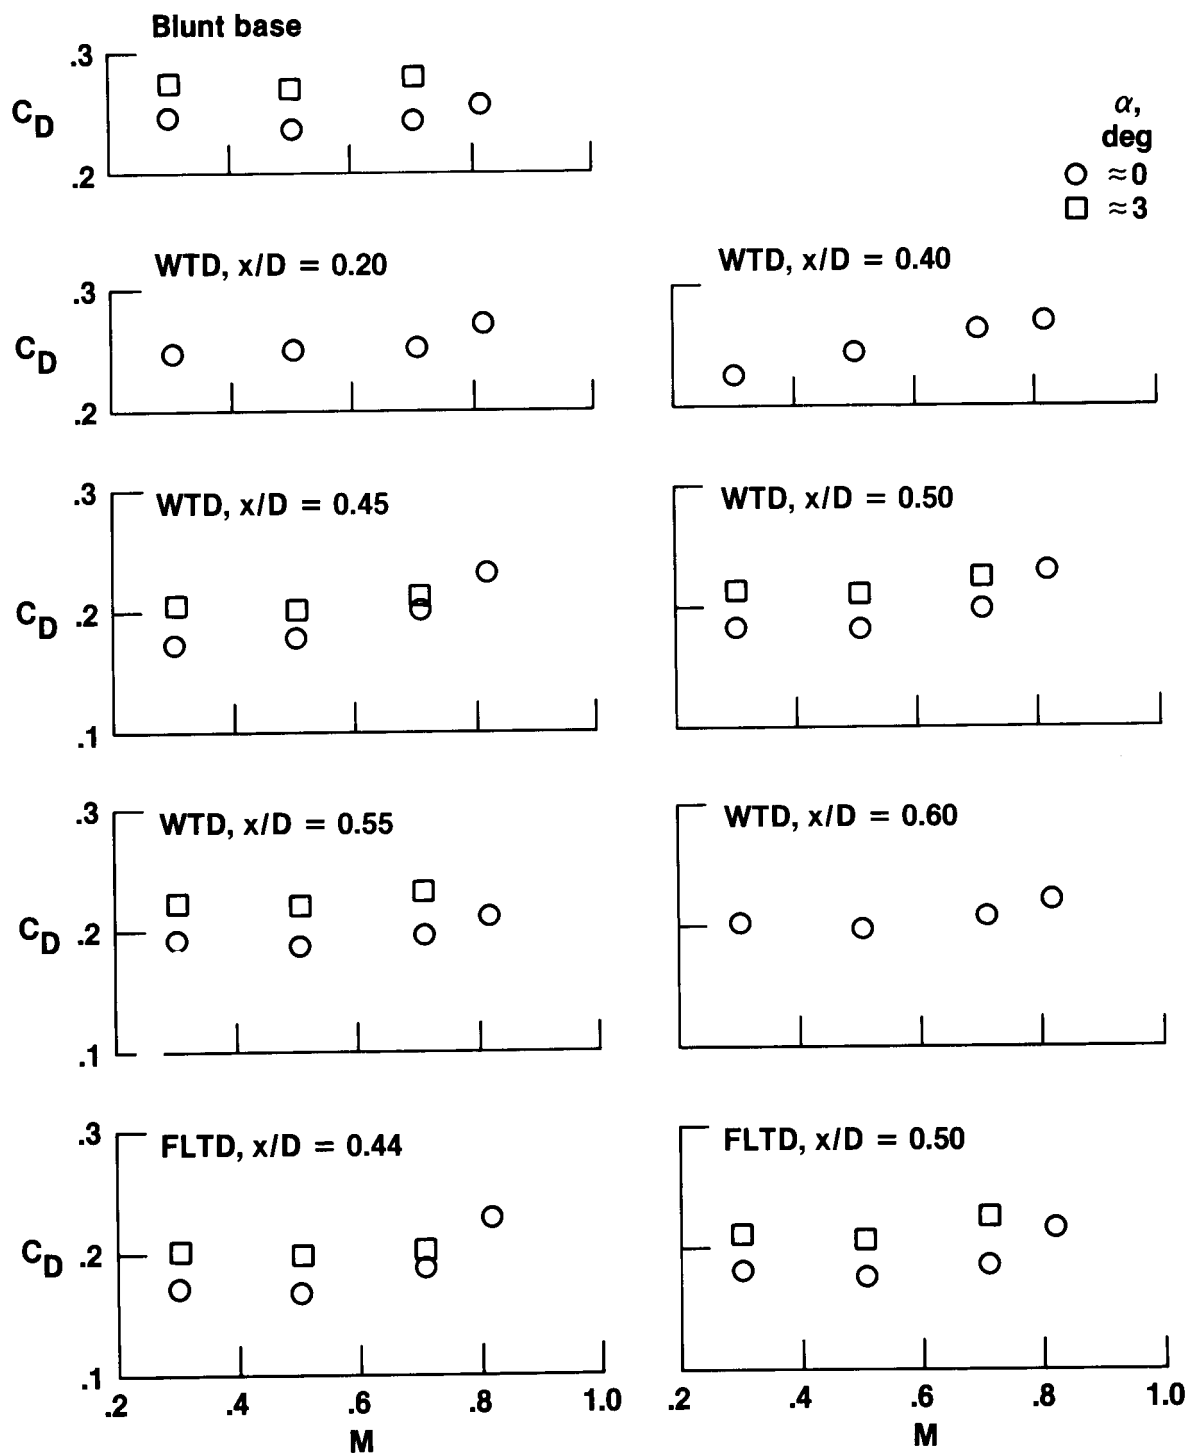 Blunt base
.3
C_D
.2
α,
deg
○ ≈0
□ ≈3
WTD, x/D = 0.20
.3
C_D
.2
WTD, x/D = 0.40
WTD, x/D = 0.45
.3
C_D .2
.1
WTD, x/D = 0.50
WTD, x/D = 0.55
.3
C_D .2
.1
WTD, x/D = 0.60
FLTD, x/D = 0.44
.3
C_D .2
.1
.2 .4 .6 .8 1.0
M
FLTD, x/D = 0.50
.2 .4 .6 .8 1.0
M